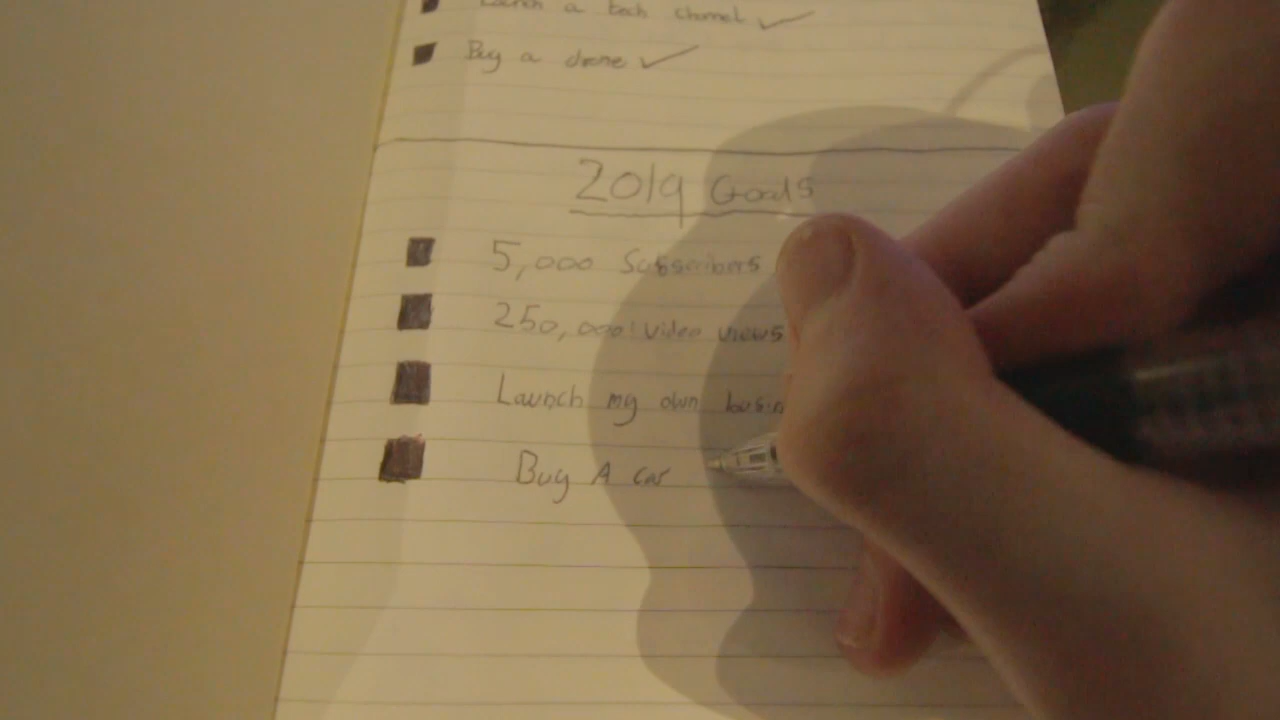 Launch a tech channel ✓
Buy a drone ✓
2019 Goals
5,000 Subscribers
250,000! video views
Launch my own busin
Buy A car